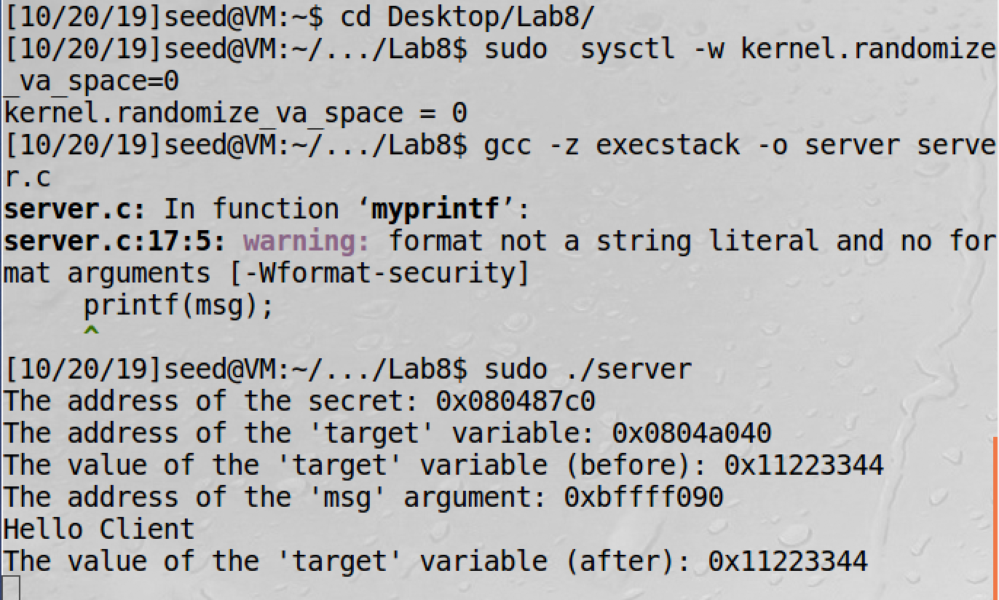 [10/20/19]seed@VM:~$ cd Desktop/Lab8/
[10/20/19]seed@VM:~/.../Lab8$ sudo  sysctl -w kernel.randomize
_va_space=0
kernel.randomize_va_space = 0
[10/20/19]seed@VM:~/.../Lab8$ gcc -z execstack -o server serve
r.c
server.c: In function ‘myprintf’:
server.c:17:5: warning: format not a string literal and no for
mat arguments [-Wformat-security]
     printf(msg);
     ^
[10/20/19]seed@VM:~/.../Lab8$ sudo ./server
The address of the secret: 0x080487c0
The address of the 'target' variable: 0x0804a040
The value of the 'target' variable (before): 0x11223344
The address of the 'msg' argument: 0xbffff090
Hello Client
The value of the 'target' variable (after): 0x11223344